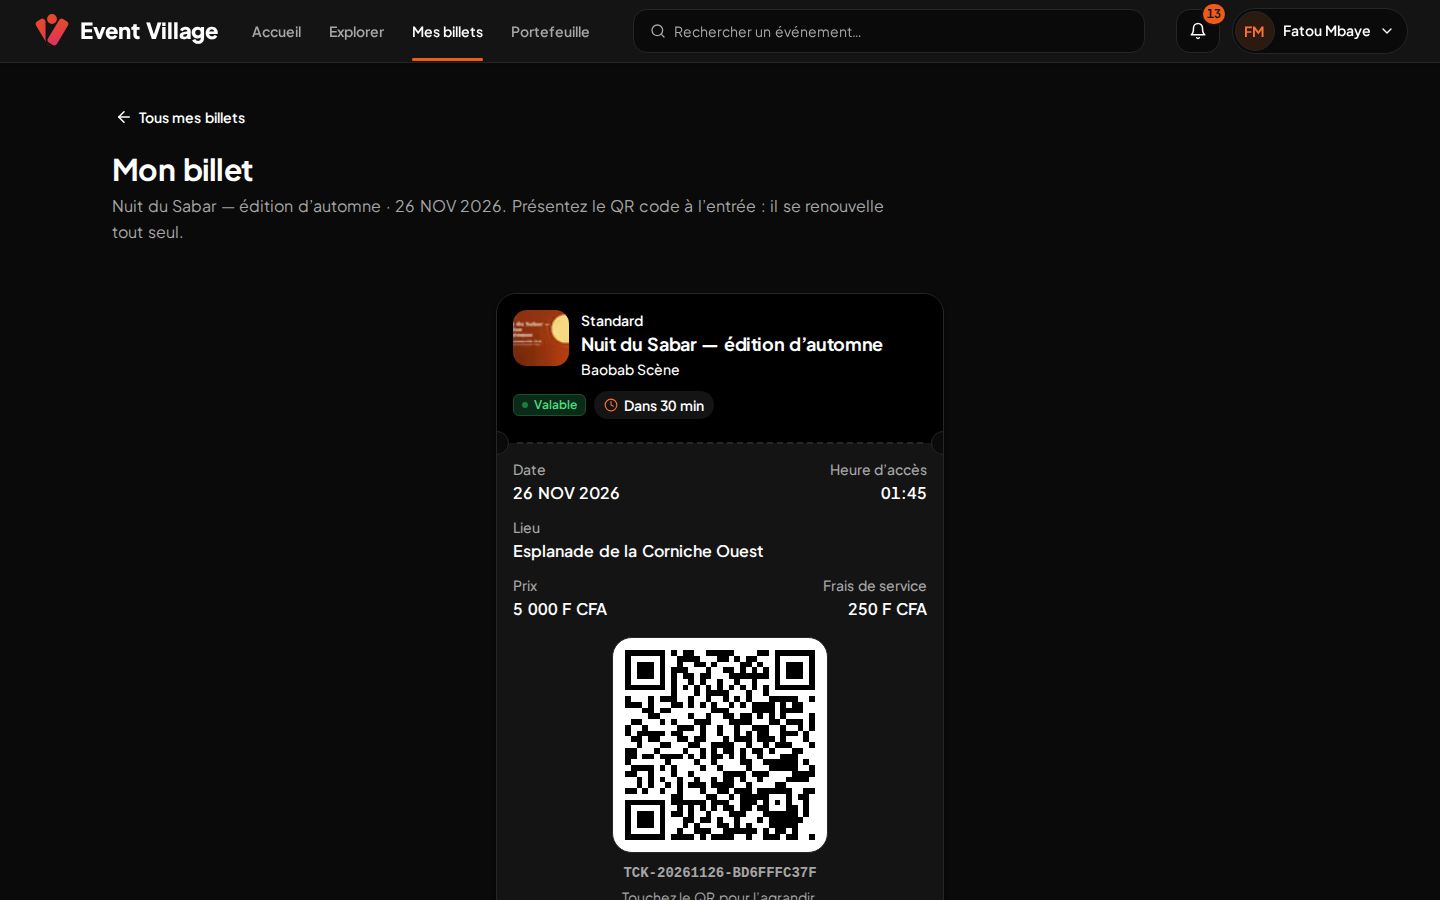 Event Village
Accueil
Explorer
Mes billets
Portefeuille
Rechercher un événement…
13
FM
Fatou Mbaye
Tous mes billets
Mon billet
Nuit du Sabar — édition d’automne · 26 NOV 2026. Présentez le QR code à l’entrée : il se renouvelle
tout seul.
Standard
Nuit du Sabar — édition d’automne
Baobab Scène
Valable
Dans 30 min
Date
Heure d’accès
26 NOV 2026
01:45
Lieu
Esplanade de la Corniche Ouest
Prix
Frais de service
5 000 F CFA
250 F CFA
TCK-20261126-BD6FFFC37F
Touchez le QR pour l’agrandir